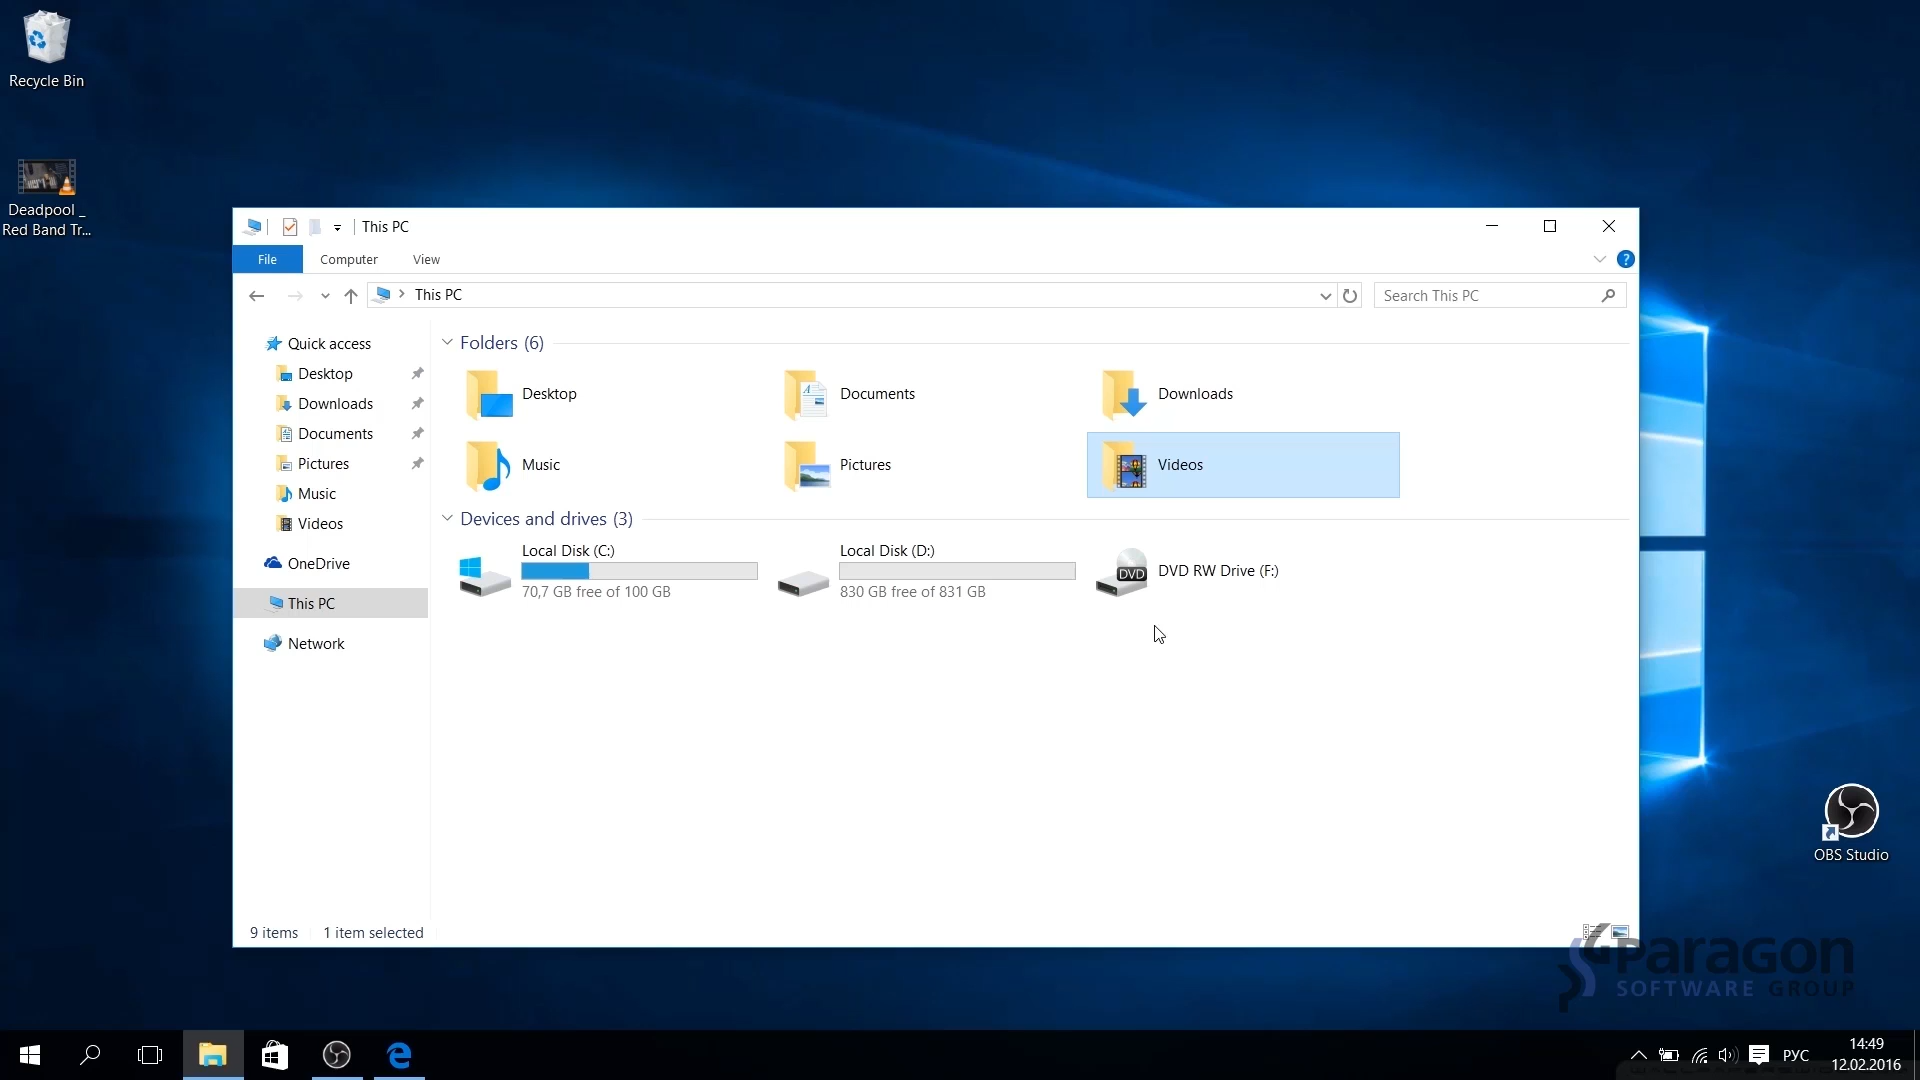 Recycle Bin
Deadpool _
Red Band Tr...
This PC
File
Computer
View
?
This PC
Search This PC
Quick access
Desktop
Downloads
Documents
Pictures
Music
Videos
OneDrive
This PC
Network
Folders (6)
Desktop
Documents
Downloads
Music
Pictures
Videos
Devices and drives (3)
Local Disk (C:)
70,7 GB free of 100 GB
Local Disk (D:)
830 GB free of 831 GB
DVD
DVD RW Drive (F:)
9 items
1 item selected
OBS Studio
Paragon
SOFTWARE GROUP
РУС
14:49
12.02.2016